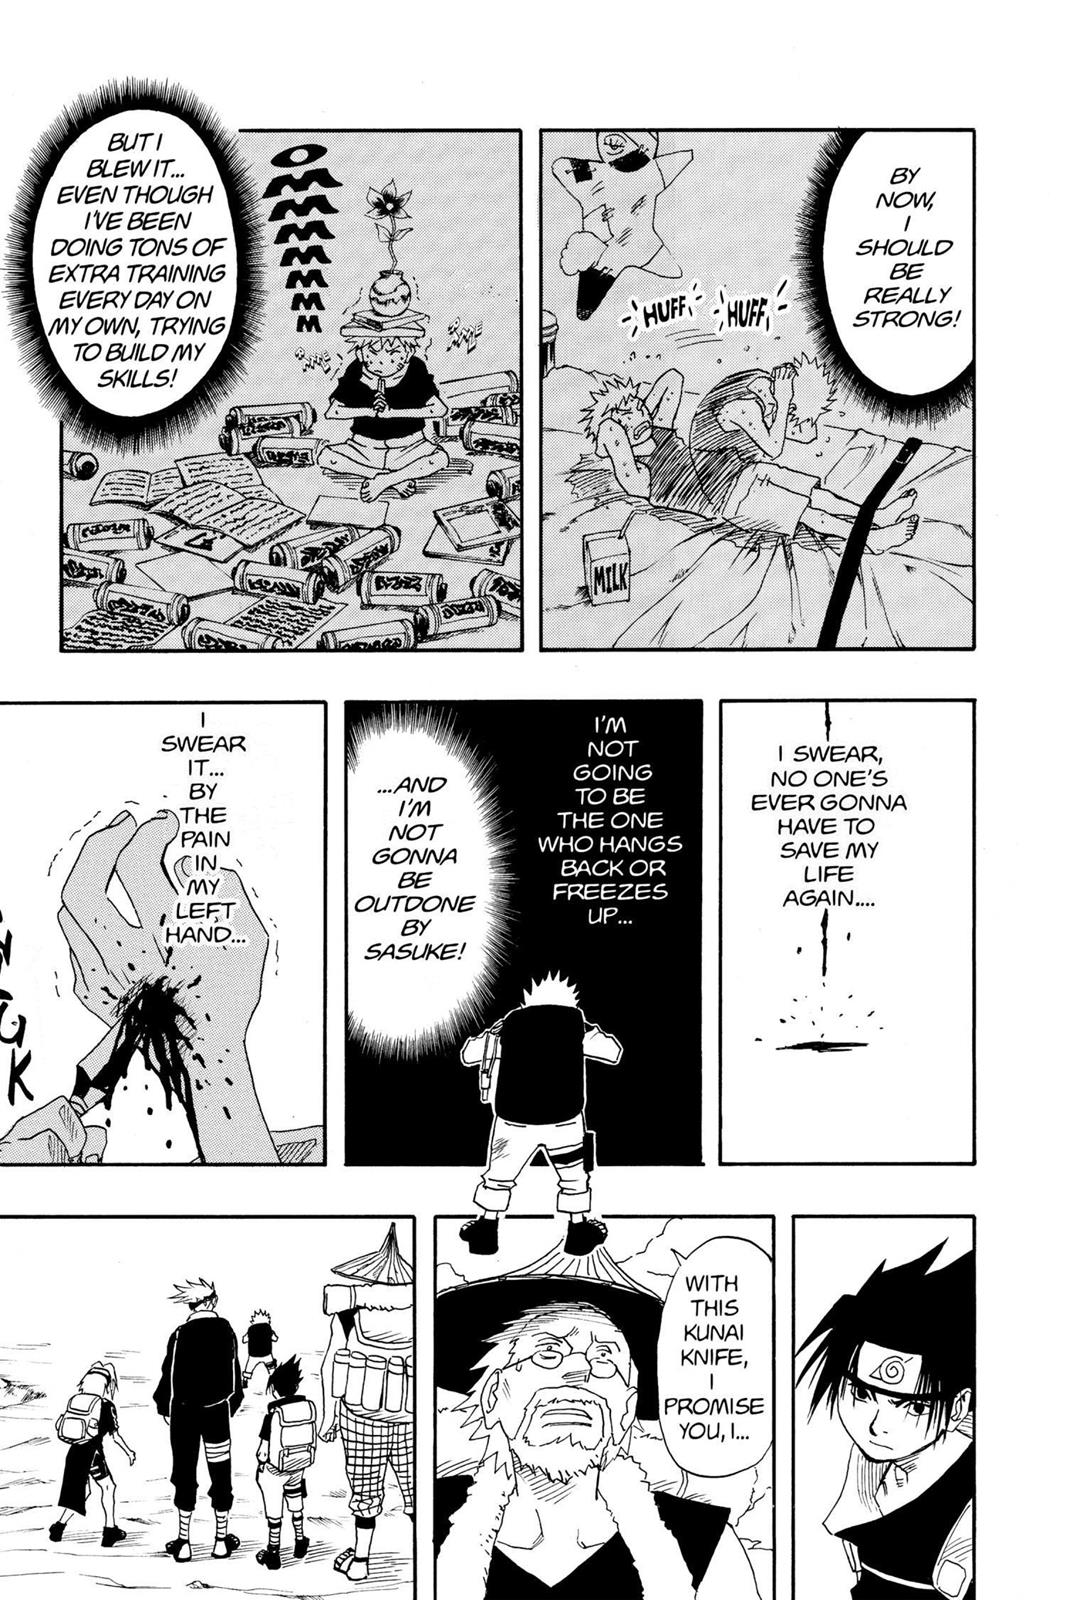 BY
NOW,
I
SHOULD
BE
REALLY
STRONG!
HUFF
HUFF
MILK
BUT I
BLEW IT...
EVEN THOUGH
I'VE BEEN
DOING TONS OF
EXTRA TRAINING
EVERY DAY ON
MY OWN, TRYING
TO BUILD MY
SKILLS!
OMMMMMMM
I SWEAR,
NO ONE'S
EVER GONNA
HAVE TO
SAVE MY
LIFE
AGAIN....
I'M
NOT
GOING
TO BE
THE ONE
WHO HANGS
BACK OR
FREEZES
UP...
...AND
I'M
NOT
GONNA
BE
OUTDONE
BY
SASUKE!
I
SWEAR
IT...
BY
THE
PAIN
IN
MY
LEFT
HAND...
WITH
THIS
KUNAI
KNIFE,
I
PROMISE
YOU, I...